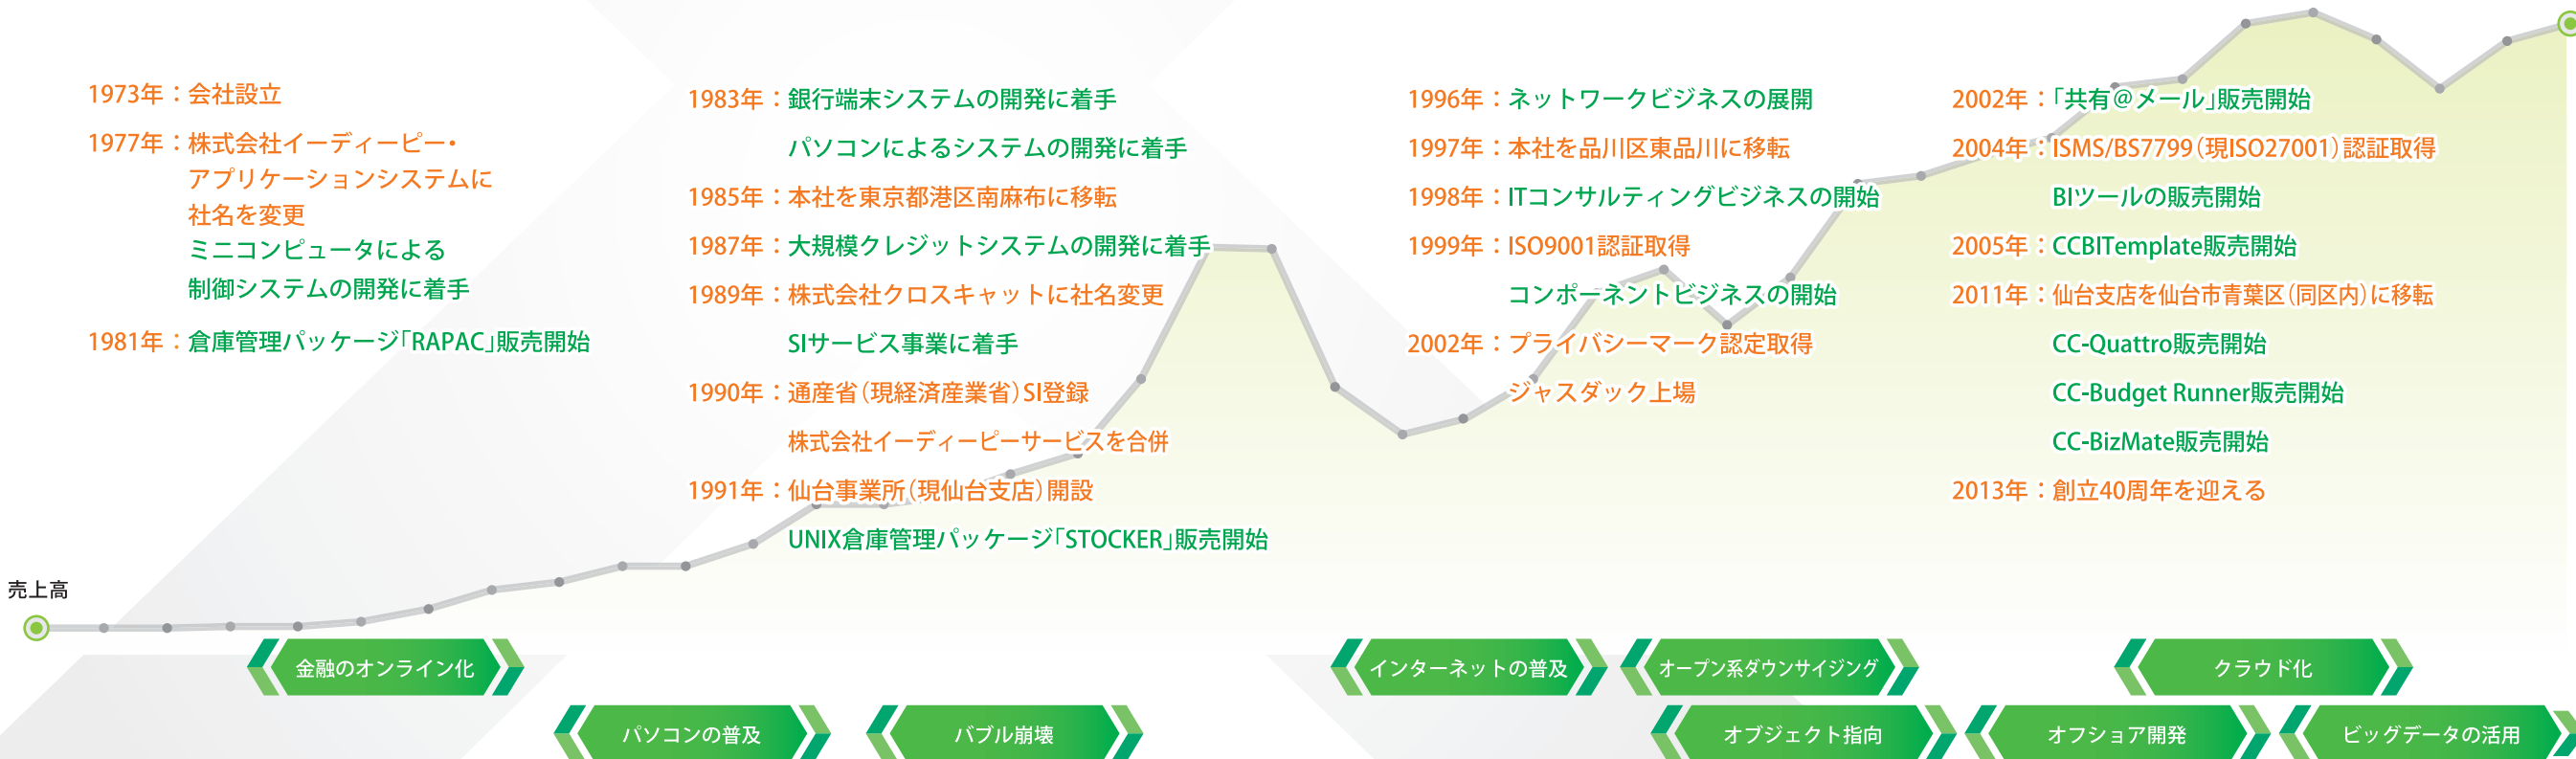 1973年：会社設立
1977年：株式会社イーディーピー・
アプリケーションシステムに
社名を変更
ミニコンピュータによる
制御システムの開発に着手
1981年：倉庫管理パッケージ「RAPAC」販売開始
1983年：銀行端末システムの開発に着手
パソコンによるシステムの開発に着手
1985年：本社を東京都港区南麻布に移転
1987年：大規模クレジットシステムの開発に着手
1989年：株式会社クロスキャットに社名変更
SIサービス事業に着手
1990年：通産省（現経済産業省）SI登録
株式会社イーディーピーサービスを合併
1991年：仙台事業所（現仙台支店）開設
UNIX倉庫管理パッケージ「STOCKER」販売開始
1996年：ネットワークビジネスの展開
1997年：本社を品川区東品川に移転
1998年：ITコンサルティングビジネスの開始
1999年：ISO9001認証取得
コンポーネントビジネスの開始
2002年：プライバシーマーク認定取得
ジャスダック上場
2002年：「共有＠メール」販売開始
2004年：ISMS/BS7799（現ISO27001）認証取得
BIツールの販売開始
2005年：CCBITemplate販売開始
2011年：仙台支店を仙台市青葉区（同区内）に移転
CC-Quattro販売開始
CC-Budget Runner販売開始
CC-BizMate販売開始
2013年：創立40周年を迎える
売上高
金融のオンライン化
インターネットの普及
オープン系ダウンサイジング
クラウド化
パソコンの普及
バブル崩壊
オブジェクト指向
オフショア開発
ビッグデータの活用